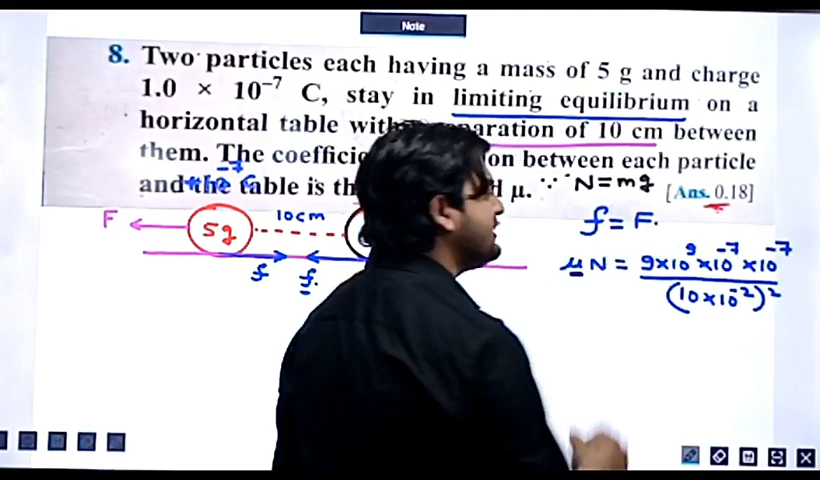 Note
8. Two particles each having a mass of 5 g and charge
1.0 × 10⁻⁷ C, stay in limiting equilibrium on a
horizontal table with paration of 10 cm between
them. The coeffici on between each particle
and the table is th d μ. ∵ N=mg [Ans. 0.18]
F 5g 10cm f = F.
f f. μN = 9×10⁹×10⁻⁷×10⁻⁷
(10×10⁻²)²